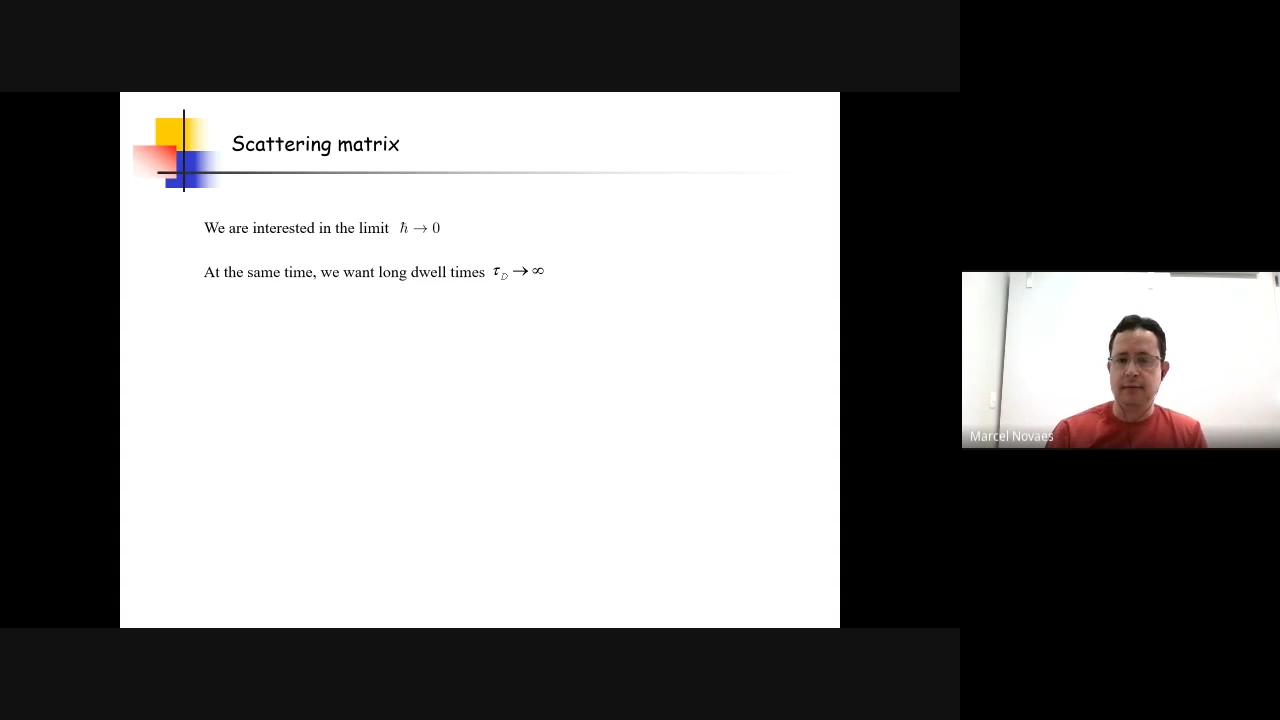 Scattering matrix
We are interested in the limit ℏ → 0
At the same time, we want long dwell times τ_D → ∞
Marcel Novaes